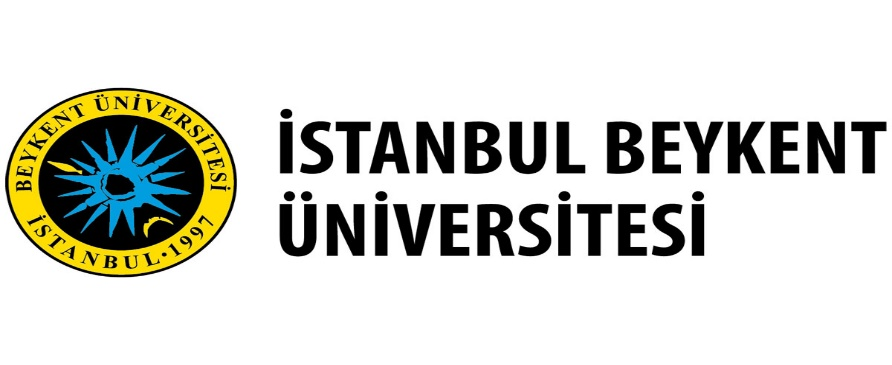 BEYKENT ÜNİVERSİTESİ
İSTANBUL·1997
İSTANBUL BEYKENT
ÜNİVERSİTESİ